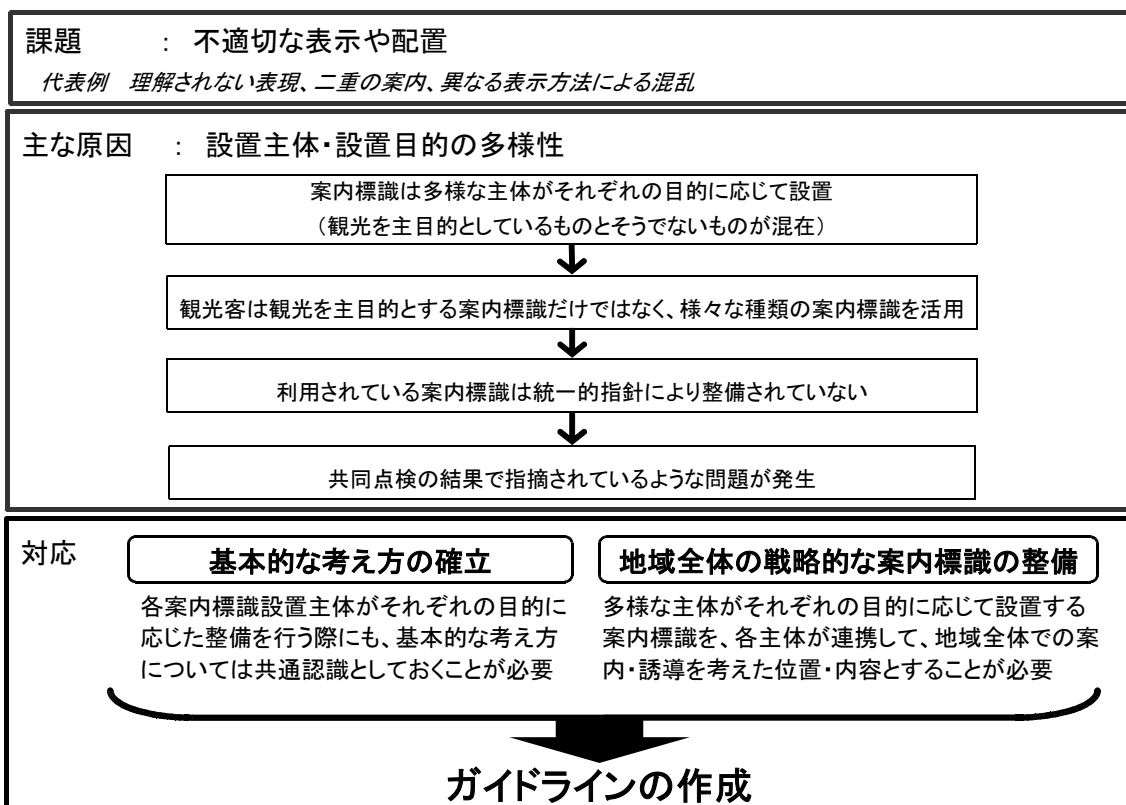 課題 : 不適切な表示や配置
代表例 理解されない表現、二重の案内、異なる表示方法による混乱
主な原因 : 設置主体・設置目的の多様性
案内標識は多様な主体がそれぞれの目的に応じて設置
（観光を主目的としているものとそうでないものが混在）
観光客は観光を主目的とする案内標識だけではなく、様々な種類の案内標識を活用
利用されている案内標識は統一的指針により整備されていない
共同点検の結果で指摘されているような問題が発生
対応
基本的な考え方の確立
各案内標識設置主体がそれぞれの目的に
応じた整備を行う際にも、基本的な考え方
については共通認識としておくことが必要
地域全体の戦略的な案内標識の整備
多様な主体がそれぞれの目的に応じて設置する
案内標識を、各主体が連携して、地域全体での案
内・誘導を考えた位置・内容とすることが必要
ガイドラインの作成